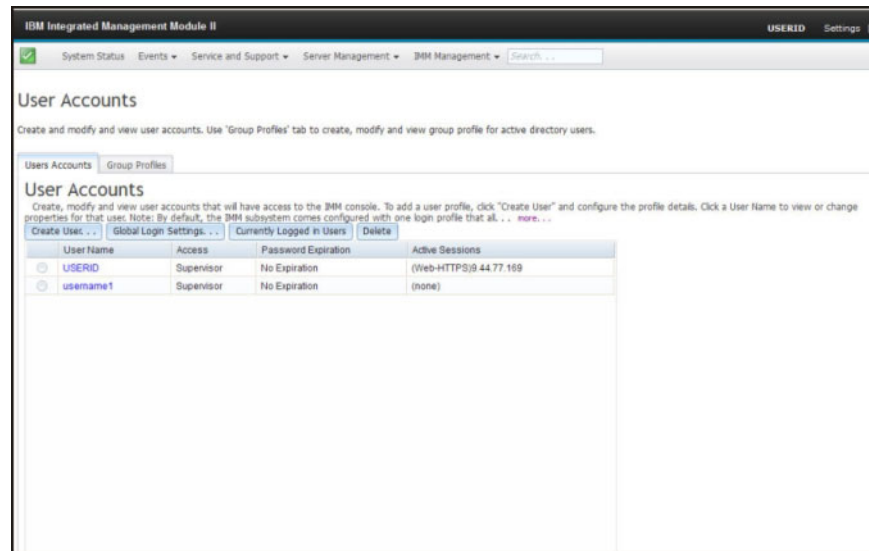 IBM Integrated Management Module II
USERID Settings
System Status Events Service and Support Server Management IMM Management Search...
User Accounts
Create and modify and view user accounts. Use 'Group Profiles' tab to create, modify and view group profile for active directory users.
Users Accounts Group Profiles
User Accounts
Create, modify and view user accounts that will have access to the IMM console. To add a user profile, click "Create User" and configure the profile details. Click a User Name to view or change
properties for that user. Note: By default, the IMM subsystem comes configured with one login profile that all. . . more. . .
Create User. . . Global Login Settings. . . Currently Logged in Users Delete
User Name Access Password Expiration Active Sessions
USERID Supervisor No Expiration (Web-HTTPS)9.44.77.169
username1 Supervisor No Expiration (none)